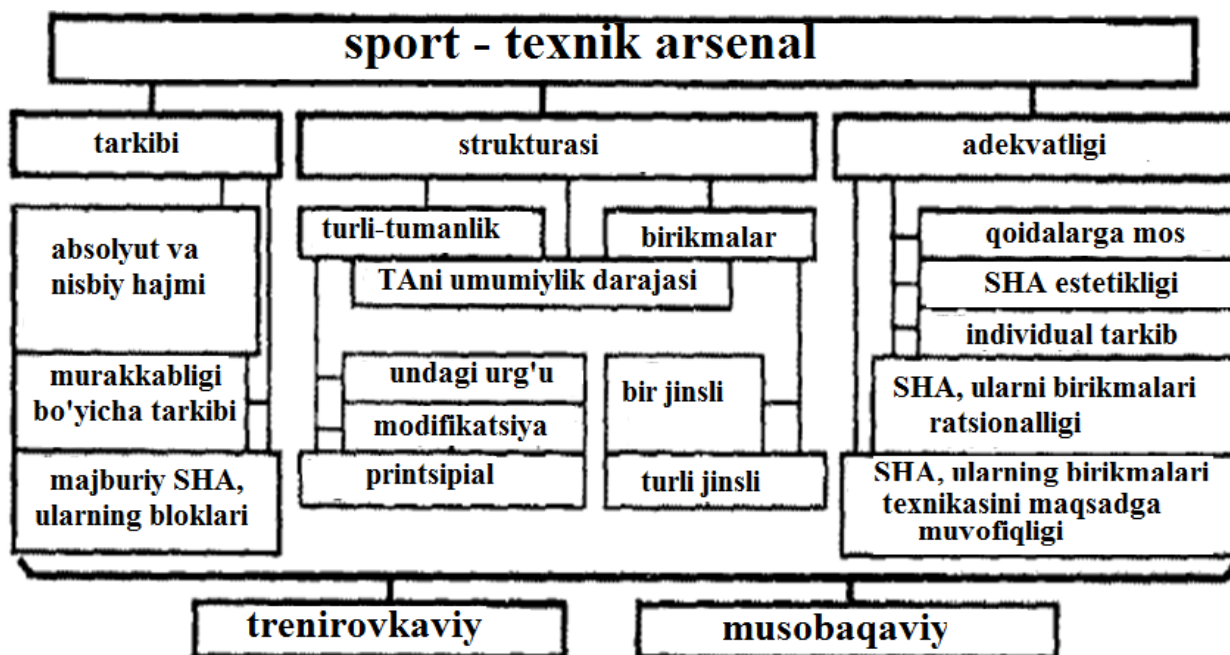 sport - texnik arsenal
tarkibi
strukturasi
adekvatligi
absolyut va
nisbiy hajmi
murakkabligi
bo'yicha tarkibi
majburiy SHA,
ularning bloklari
turli-tumanlik
birikmalar
TAni umumiylik darajasi
undagi urg'u
modifikatsiya
printsipial
bir jinsli
turli jinsli
qoidalarga mos
SHA estetikligi
individual tarkib
SHA, ularni birikmalari
ratsionalligi
SHA, ularning birikmalari
texnikasini maqsadga
muvofiqligi
trenirovkaviy
musobaqaviy